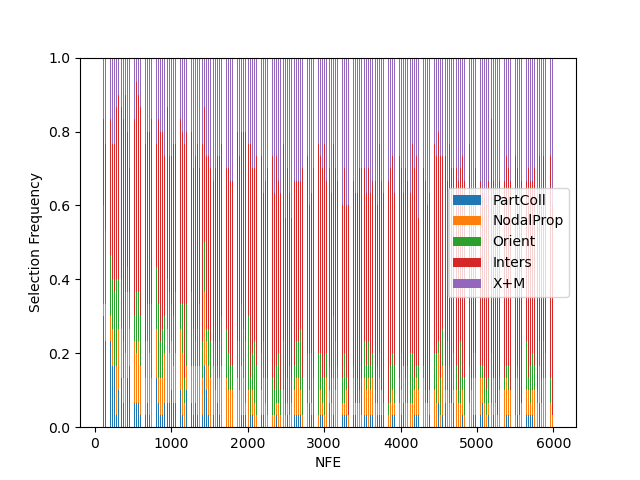 1.0
0.8
0.6
0.4
0.2
0.0
Selection Frequency
PartColl
NodalProp
Orient
Inters
X+M
0 1000 2000 3000 4000 5000 6000
NFE